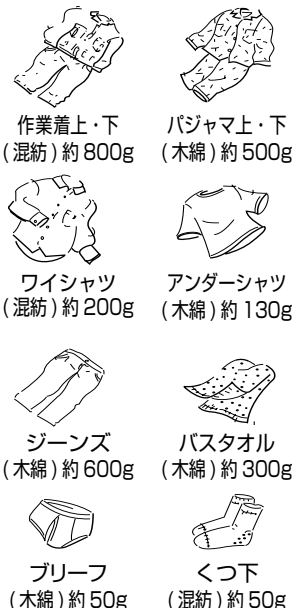 作業着上・下
(混紡)約800g
パジャマ上・下
(木綿)約500g
ワイシャツ
(混紡)約200g
アンダーシャツ
(木綿)約130g
ジーンズ
(木綿)約600g
バスタオル
(木綿)約300g
ブリーフ
(木綿)約50g
くつ下
(混紡)約50g